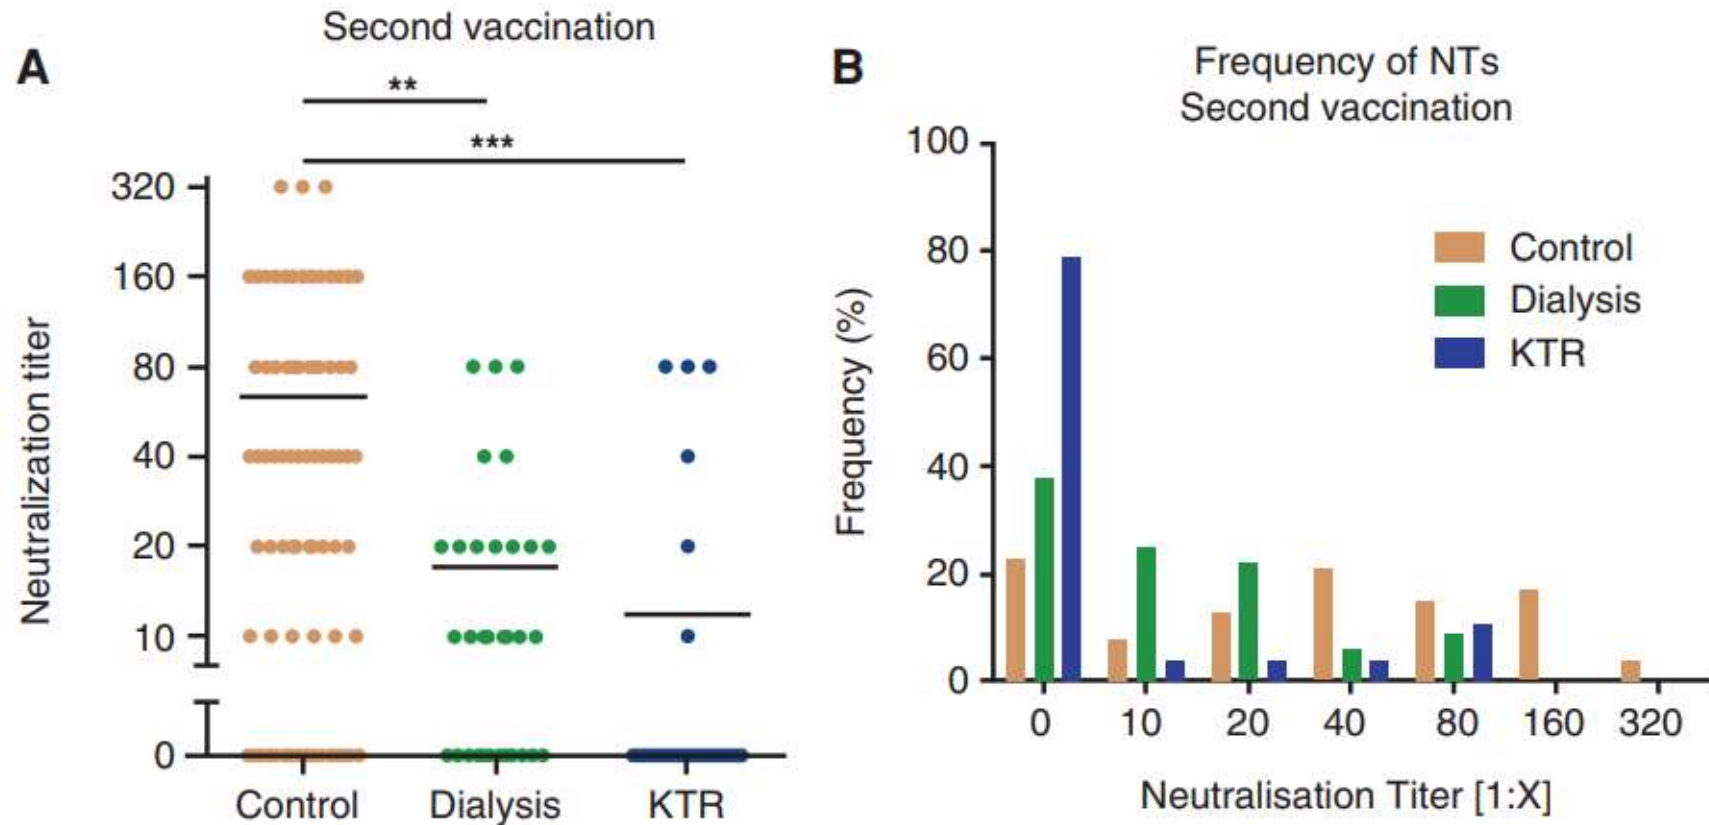 A
Second vaccination
**
***
Neutralization titer
320
160
80
40
20
10
0
Control
Dialysis
KTR
B
Frequency of NTs
Second vaccination
Frequency (%)
100
80
60
40
20
0
Control
Dialysis
KTR
0 10 20 40 80 160 320
Neutralisation Titer [1:X]